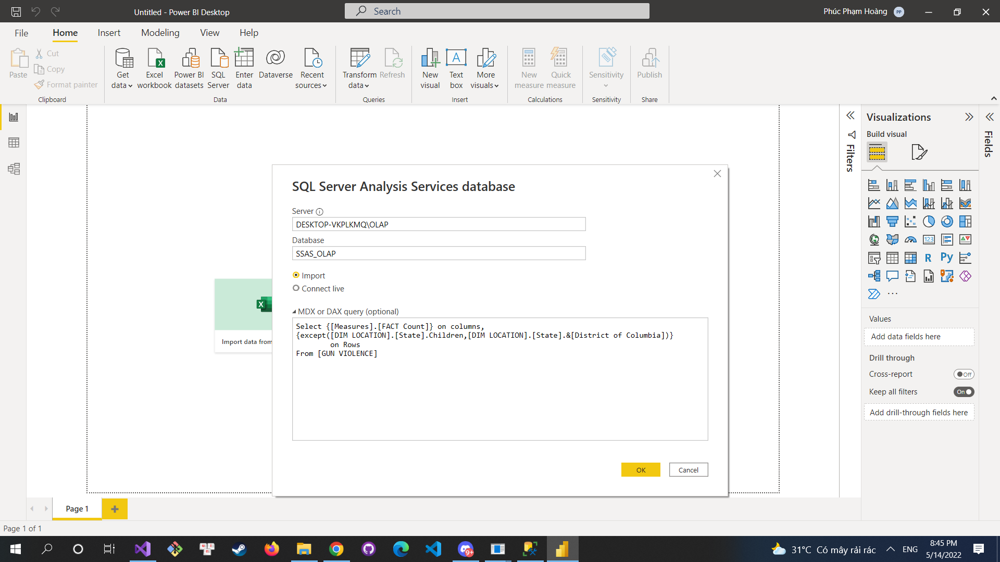 Untitled - Power BI Desktop
Search
Phúc Phạm Hoàng
PP
File
Home
Insert
Modeling
View
Help
Paste
Cut
Copy
Format painter
Clipboard
Get data
Excel workbook
Power BI datasets
SQL Server
Enter data
Dataverse
Recent sources
Data
Transform data
Refresh
Queries
New visual
Text box
More visuals
Insert
New measure
Quick measure
Calculations
Sensitivity
Sensitivity
Publish
Share
Import data from
SQL Server Analysis Services database
Server
DESKTOP-VKPLKMQ\OLAP
Database
SSAS_OLAP
Import
Connect live
MDX or DAX query (optional)
Select {[Measures].[FACT Count]} on columns,
{except([DIM LOCATION].[State].Children,[DIM LOCATION].[State].&[District of Columbia])}
on Rows
From [GUN VIOLENCE]
OK
Cancel
Filters
Visualizations
Build visual
123
R
Py
...
Values
Add data fields here
Drill through
Cross-report
Off
Keep all filters
On
Add drill-through fields here
Fields
Page 1
Page 1 of 1
9+
31°C Có mây rải rác
ENG
8:45 PM
5/14/2022